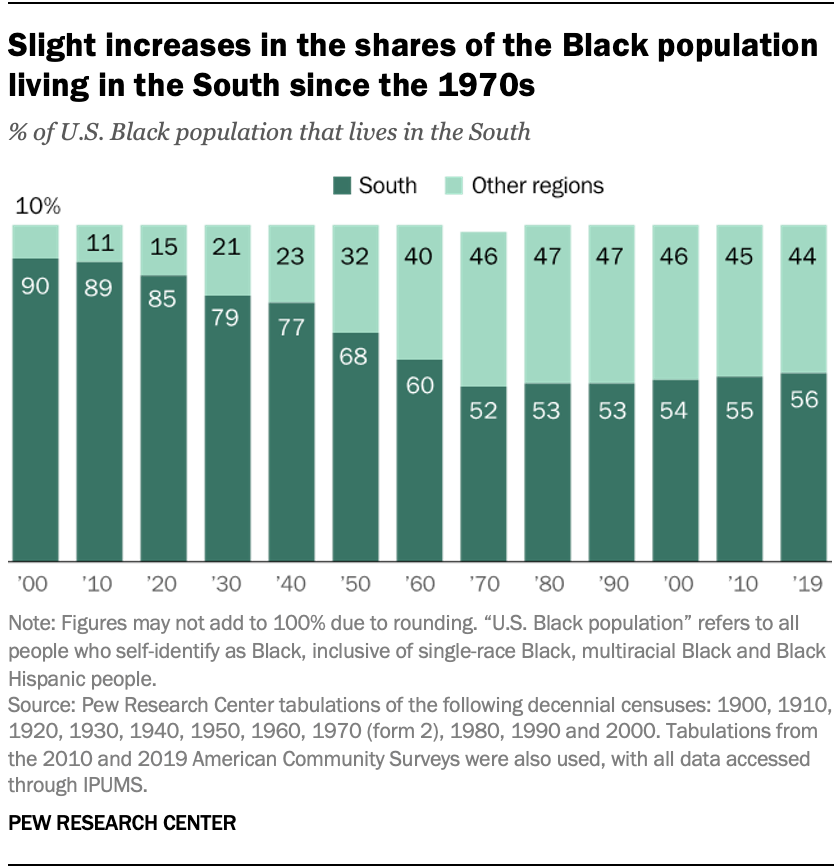 Slight increases in the shares of the Black population
living in the South since the 1970s
% of U.S. Black population that lives in the South
South Other regions
10% 11 15 21 23 32 40 46 47 47 46 45 44
90 89 85 79 77 68 60 52 53 53 54 55 56
’00 ’10 ’20 ’30 ’40 ’50 ’60 ’70 ’80 ’90 ’00 ’10 ’19
Note: Figures may not add to 100% due to rounding. “U.S. Black population” refers to all
people who self-identify as Black, inclusive of single-race Black, multiracial Black and Black
Hispanic people.
Source: Pew Research Center tabulations of the following decennial censuses: 1900, 1910,
1920, 1930, 1940, 1950, 1960, 1970 (form 2), 1980, 1990 and 2000. Tabulations from
the 2010 and 2019 American Community Surveys were also used, with all data accessed
through IPUMS.
PEW RESEARCH CENTER